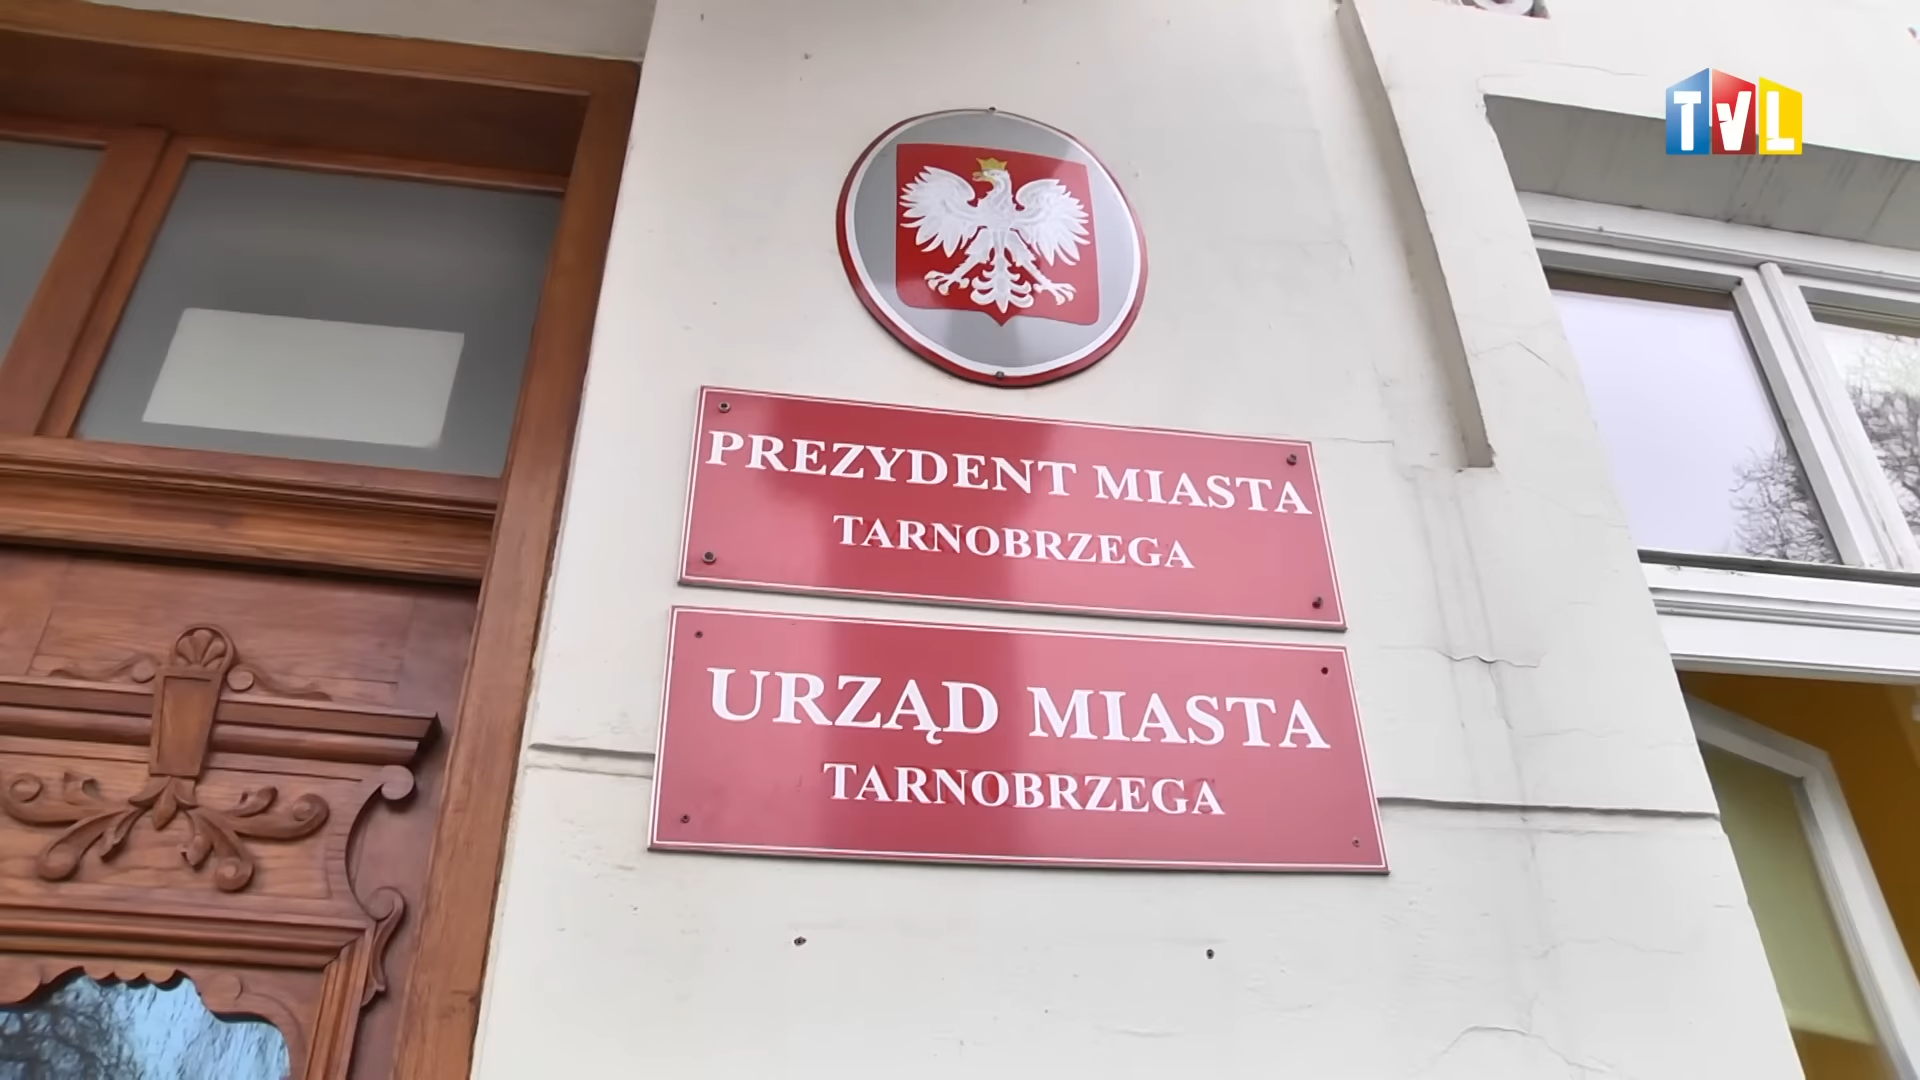 TVL
PREZYDENT MIASTA
TARNOBRZEGA
URZĄD MIASTA
TARNOBRZEGA